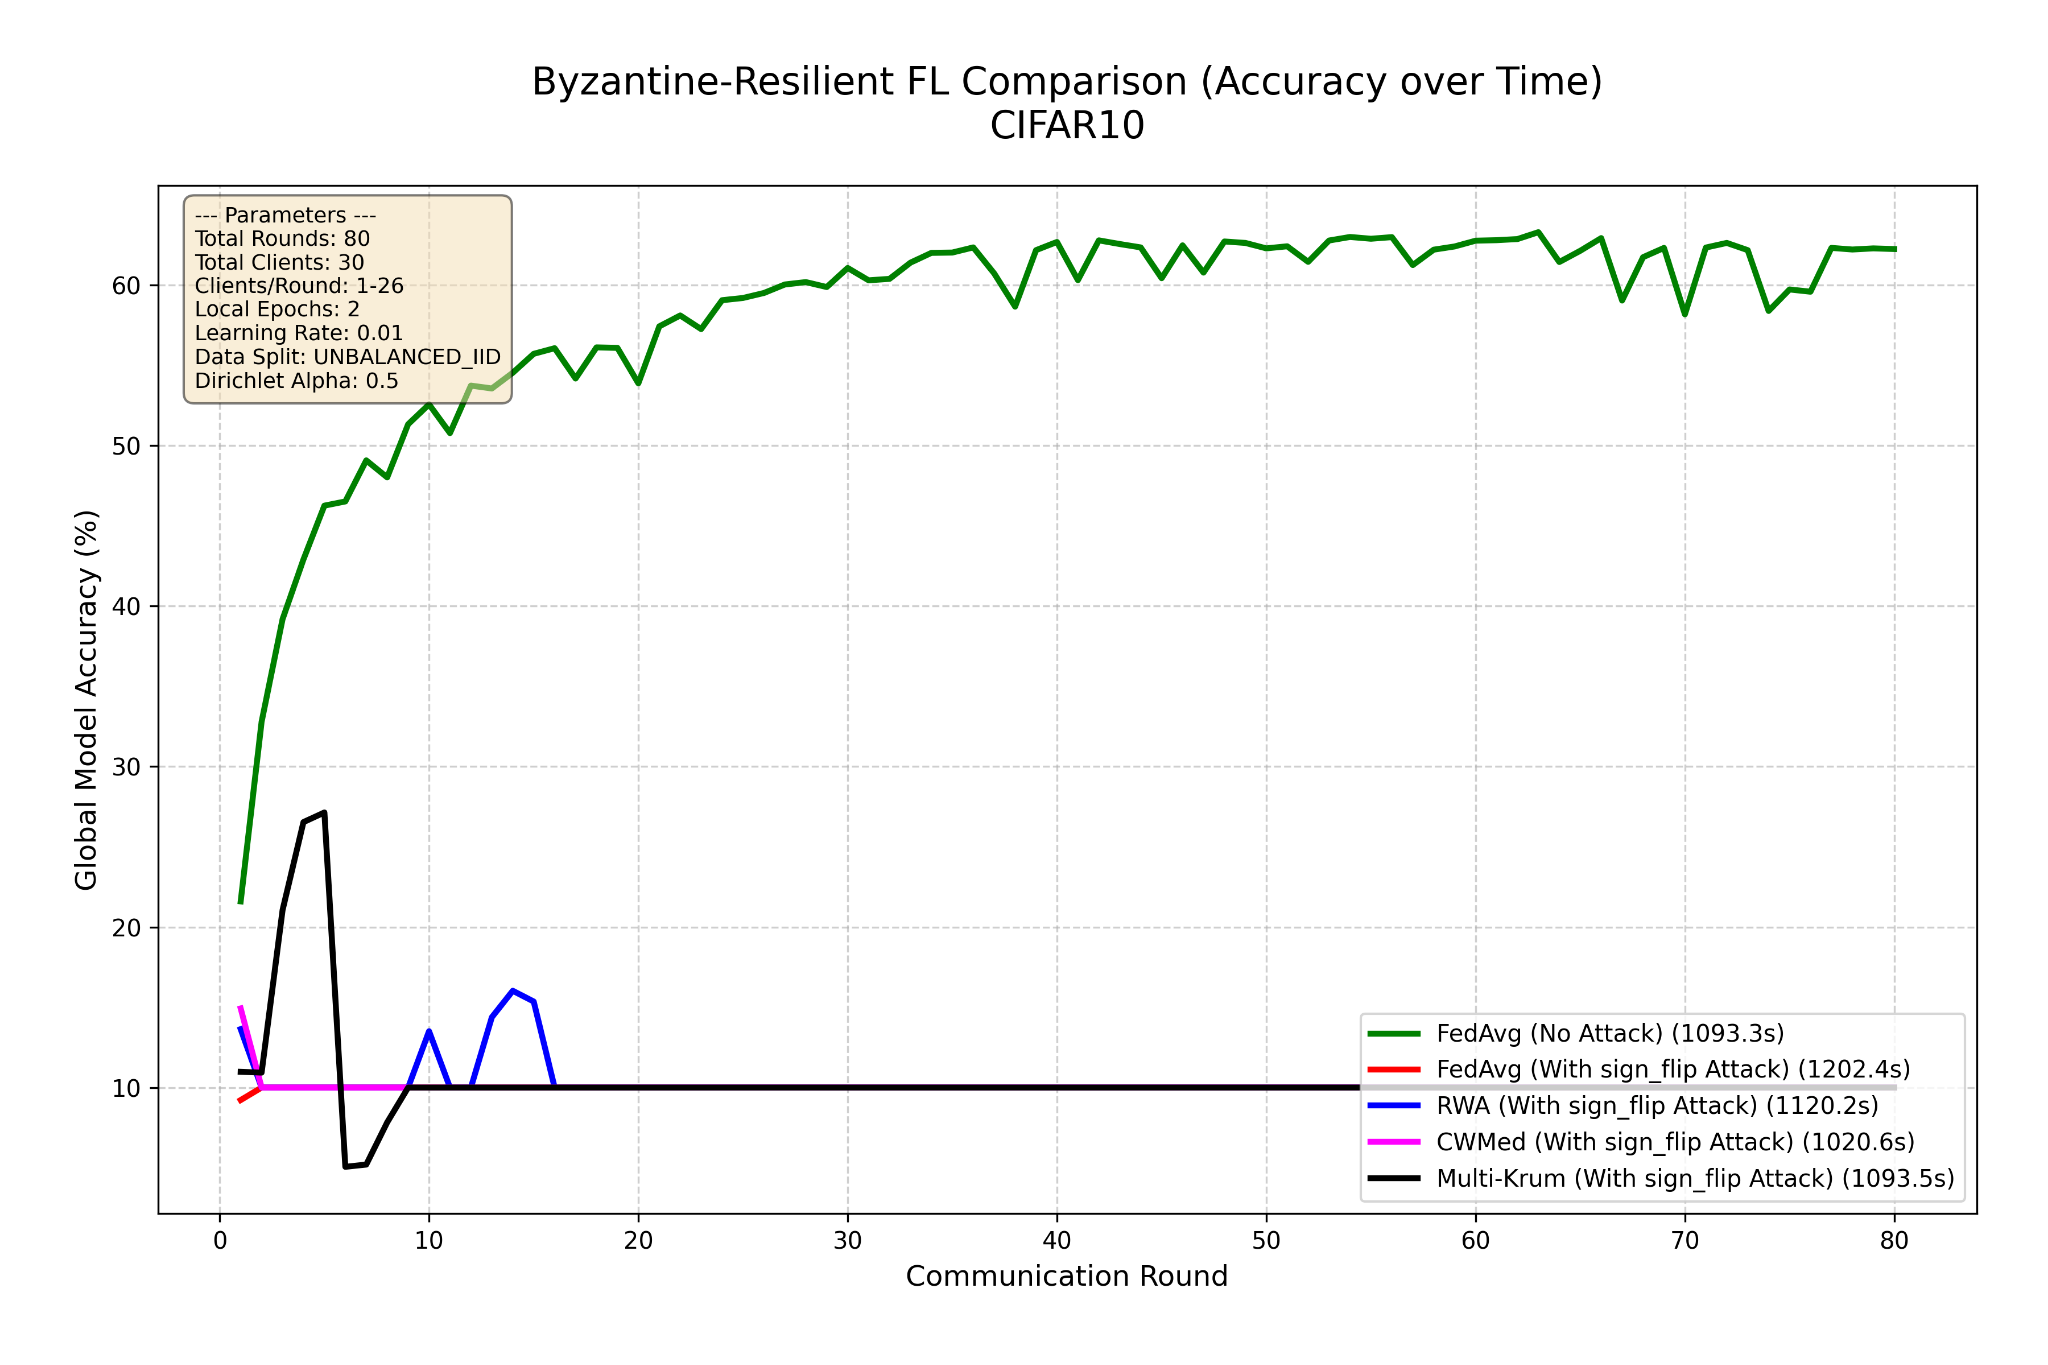 Byzantine-Resilient FL Comparison (Accuracy over Time)
CIFAR10
--- Parameters ---
Total Rounds: 80
Total Clients: 30
Clients/Round: 1-26
Local Epochs: 2
Learning Rate: 0.01
Data Split: UNBALANCED_IID
Dirichlet Alpha: 0.5
Global Model Accuracy (%)
60
50
40
30
20
10
FedAvg (No Attack) (1093.3s)
FedAvg (With sign_flip Attack) (1202.4s)
RWA (With sign_flip Attack) (1120.2s)
CWMed (With sign_flip Attack) (1020.6s)
Multi-Krum (With sign_flip Attack) (1093.5s)
0 10 20 30 40 50 60 70 80
Communication Round